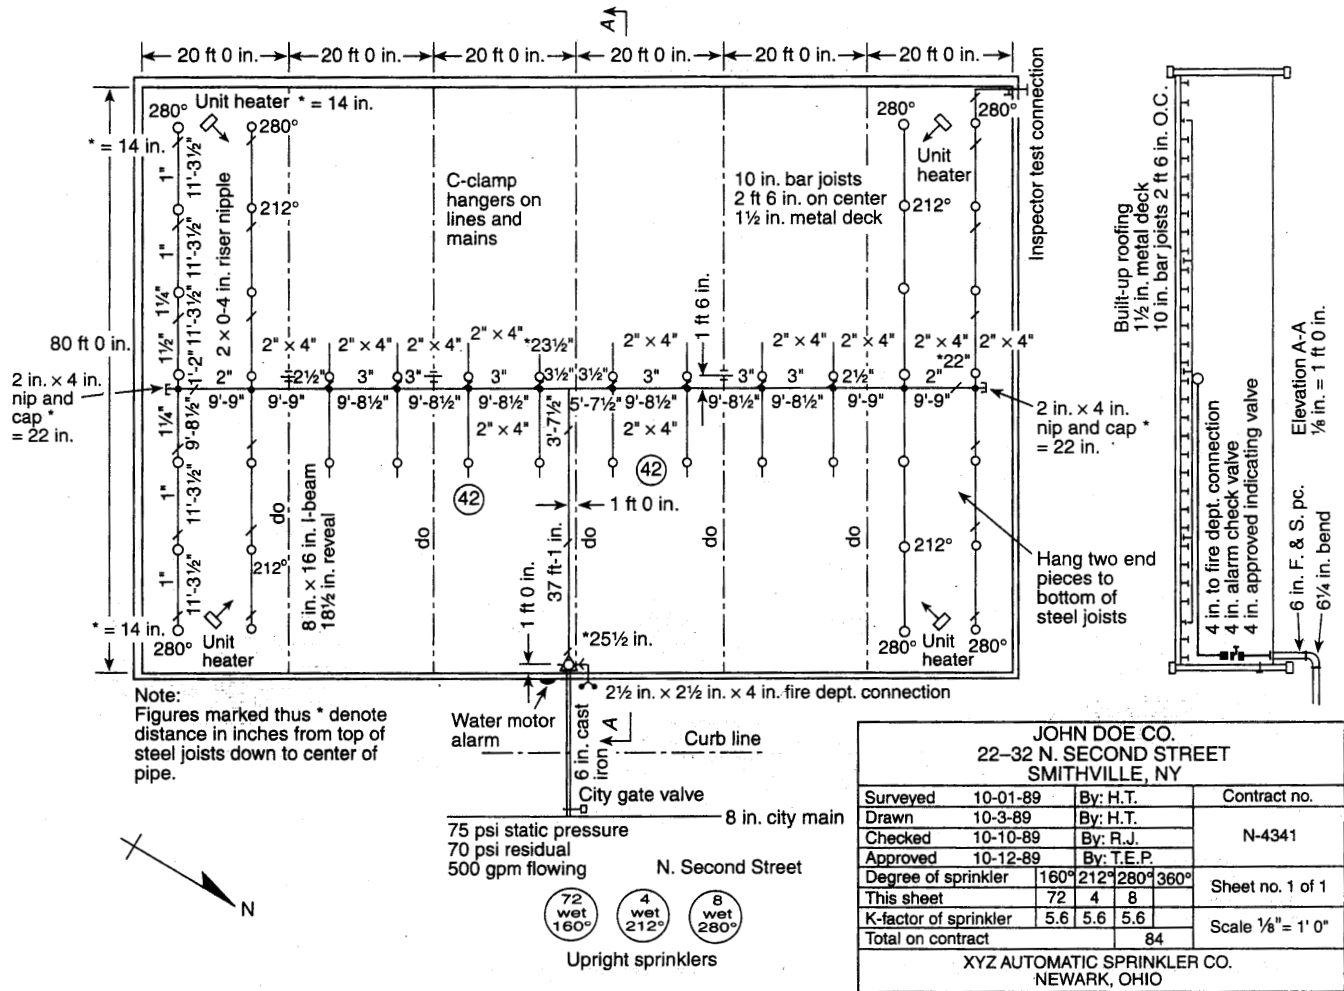 A
20 ft 0 in. 20 ft 0 in. 20 ft 0 in. 20 ft 0 in. 20 ft 0 in. 20 ft 0 in.
280°
Unit heater * = 14 in.
280°
* = 14 in.
1"
11'-3½"
212°
2 × 0-4 in. riser nipple
1"
11'-3½"
1¼"
11'-3½"
1½"
1'-2"
C-clamp
hangers on
lines and
mains
10 in. bar joists
2 ft 6 in. on center
1½ in. metal deck
280°
280°
Unit
heater
212°
Inspector test connection
80 ft 0 in.
1 ft 6 in.
2" × 4" 2" × 4" 2" × 4" 2" × 4" *23½" 2" × 4" 2" × 4" 2" × 4" 2" × 4" 2" × 4"
*22"
2 in. × 4 in.
nip and
cap *
= 22 in.
2" 2½" 3" 3" 3" 3½" 3½" 3" 3" 3" 2½" 2"
9'-9" 9'-9" 9'-8½" 9'-8½" 9'-8½" 5'-7½" 9'-8½" 9'-8½" 9'-8½" 9'-9" 9'-9"
2" × 4" 2" × 4"
3'-7½"
2 in. × 4 in.
nip and cap *
= 22 in.
1¼"
9'-8½"
1"
11'-3½"
1"
11'-3½"
42
42
1 ft 0 in.
do
8 in. × 16 in. I-beam
18½ in. reveal
do
do
do
do
37 ft-1 in.
1 ft 0 in.
212°
212°
Hang two end
pieces to
bottom of
steel joists
* = 14 in.
280°
Unit
heater
*25½ in.
280°
Unit
heater
280°
2½ in. × 2½ in. × 4 in. fire dept. connection
Note:
Figures marked thus * denote
distance in inches from top of
steel joists down to center of
pipe.
Water motor
alarm
A
6 in. cast
iron
Curb line
City gate valve
8 in. city main
75 psi static pressure
70 psi residual
500 gpm flowing
N. Second Street
N
72
wet
160°
4
wet
212°
8
wet
280°
Upright sprinklers
Built-up roofing
1½ in. metal deck
10 in. bar joists 2 ft 6 in. O.C.
Elevation A-A
⅛ in. = 1 ft 0 in.
4 in. to fire dept. connection
4 in. alarm check valve
4 in. approved indicating valve
6 in. F. & S. pc.
6¼ in. bend
JOHN DOE CO.
22–32 N. SECOND STREET
SMITHVILLE, NY
Surveyed 10-01-89 By: H.T. Contract no.
Drawn 10-3-89 By: H.T.
Checked 10-10-89 By: R.J. N-4341
Approved 10-12-89 By: T.E.P.
Degree of sprinkler 160° 212° 280° 360° Sheet no. 1 of 1
This sheet 72 4 8
K-factor of sprinkler 5.6 5.6 5.6 Scale ⅛"= 1' 0"
Total on contract 84
XYZ AUTOMATIC SPRINKLER CO.
NEWARK, OHIO